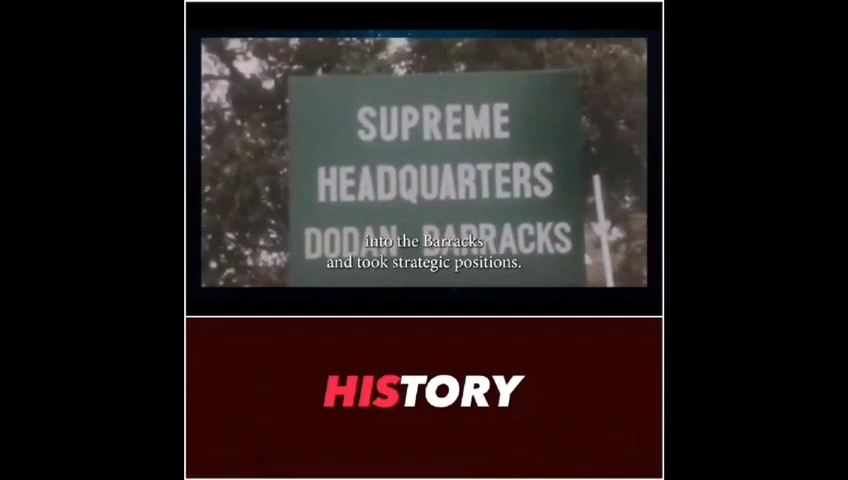 SUPREME
HEADQUARTERS
DODAN BARRACKS
into the Barracks
and took strategic positions.
HISTORY